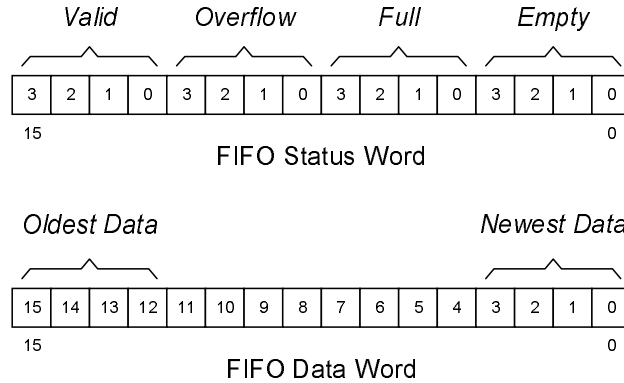 Valid Overflow Full Empty
3 2 1 0 3 2 1 0 3 2 1 0 3 2 1 0
15 0
FIFO Status Word
Oldest Data Newest Data
15 14 13 12 11 10 9 8 7 6 5 4 3 2 1 0
15 0
FIFO Data Word